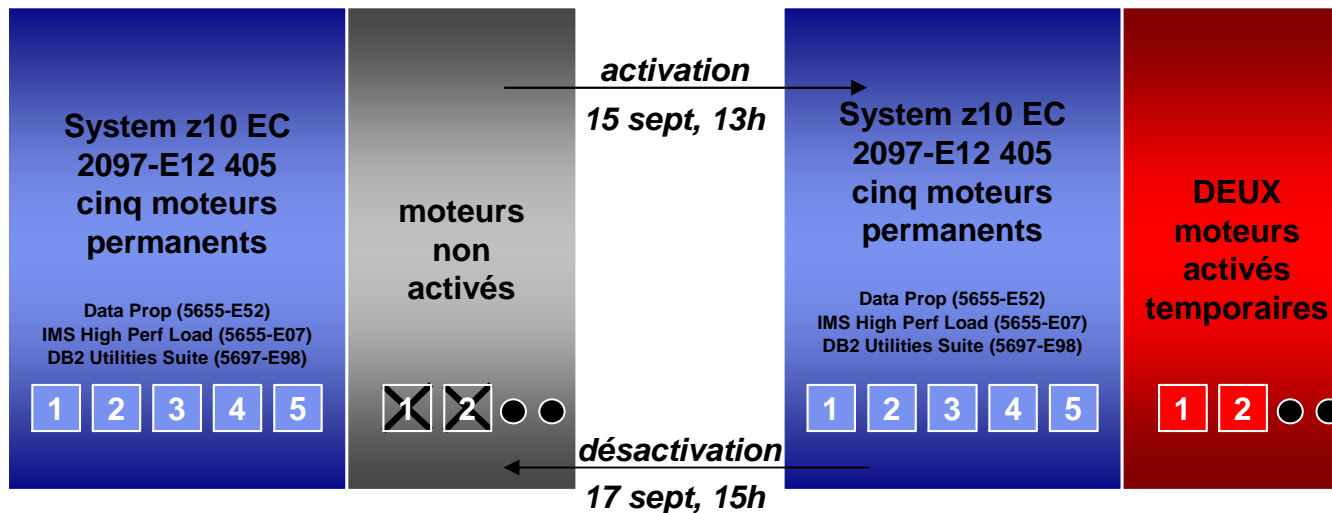 System z10 EC
2097-E12 405
cinq moteurs
permanents
Data Prop (5655-E52)
IMS High Perf Load (5655-E07)
DB2 Utilities Suite (5697-E98)
1 2 3 4 5
moteurs
non
activés
1 2
activation
15 sept, 13h
désactivation
17 sept, 15h
System z10 EC
2097-E12 405
cinq moteurs
permanents
Data Prop (5655-E52)
IMS High Perf Load (5655-E07)
DB2 Utilities Suite (5697-E98)
1 2 3 4 5
DEUX
moteurs
activés
temporaires
1 2